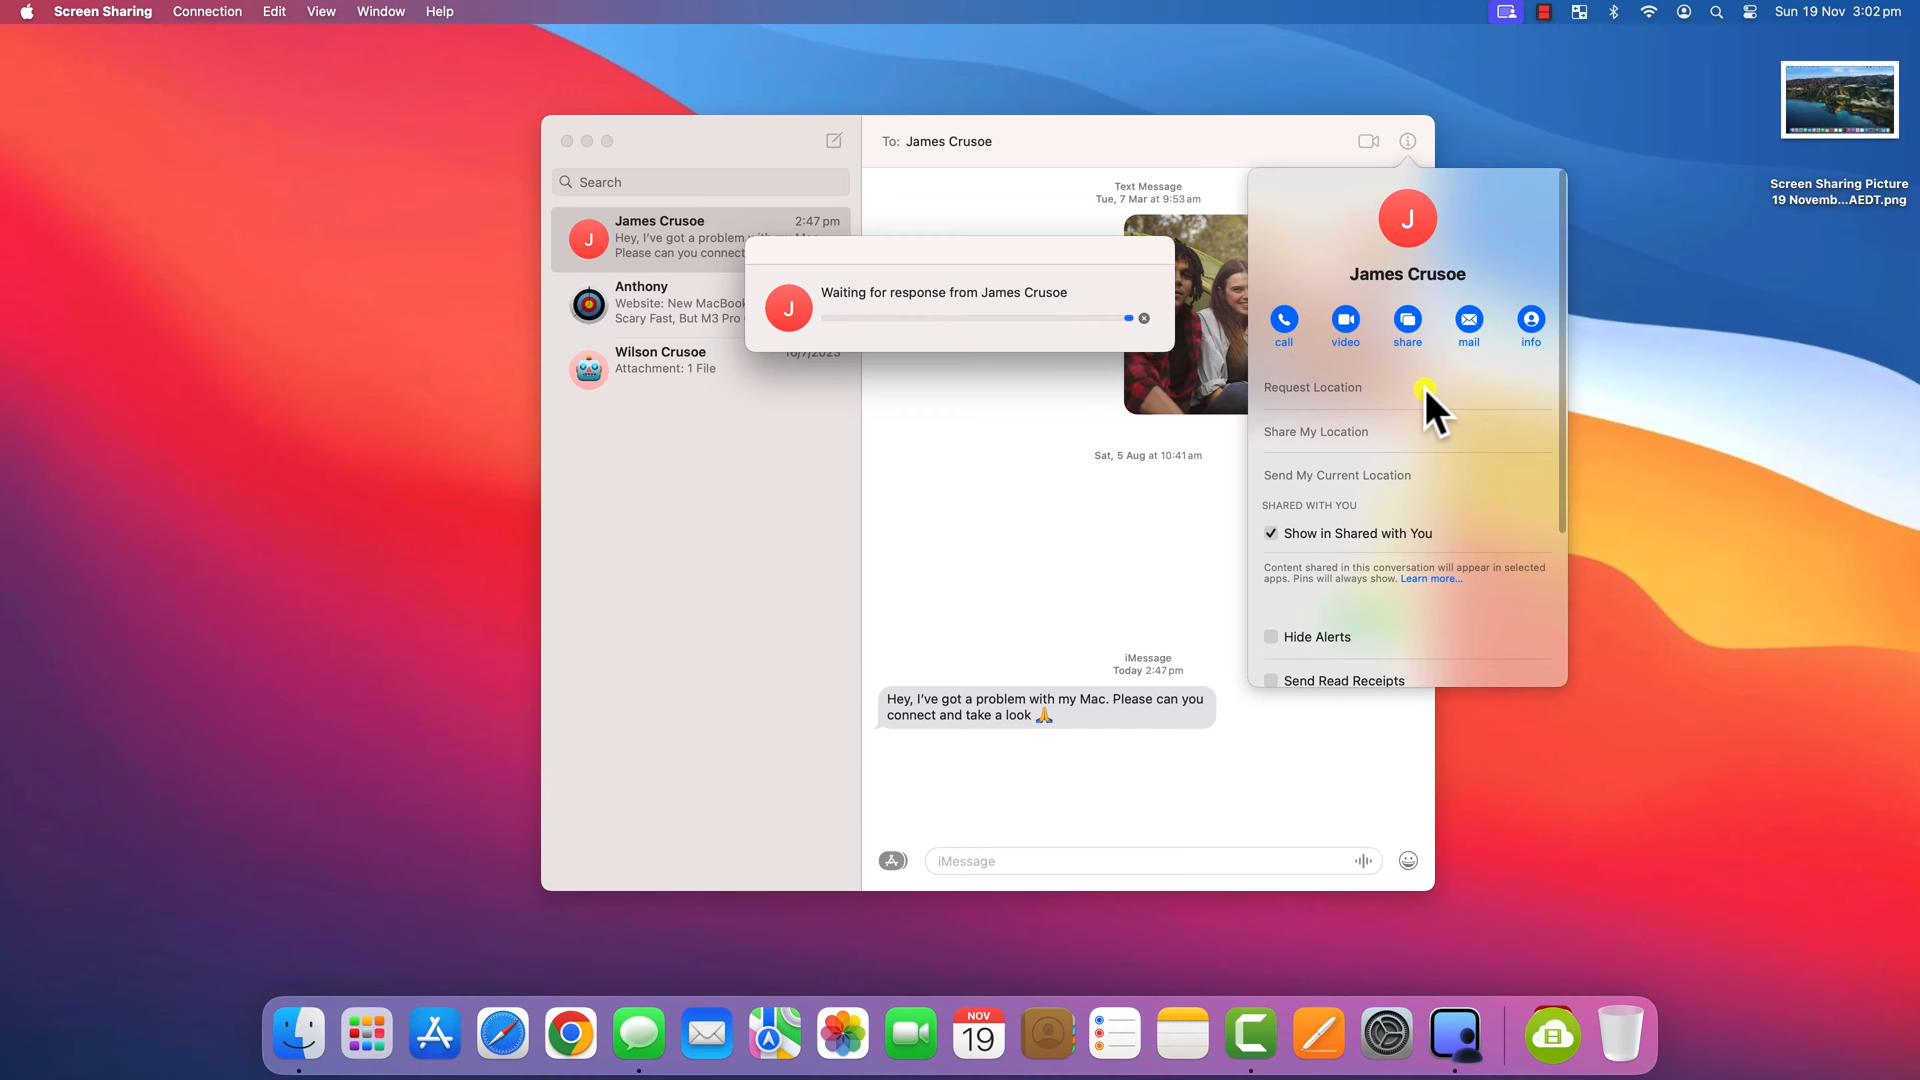 Screen Sharing Connection Edit View Window Help
Sun 19 Nov 3:02 pm
Screen Sharing Picture
19 Novemb...AEDT.png
Search
James Crusoe 2:47 pm
Hey, I've got a problem
Please can you connect
Anthony
Website: New MacBook
Scary Fast, But M3 Pro
Wilson Crusoe
Attachment: 1 File
To: James Crusoe
Text Message
Tue, 7 Mar at 9:53 am
Waiting for response from James Crusoe
J
J
Sat, 5 Aug at 10:41 am
iMessage
Today 2:47 pm
Hey, I've got a problem with my Mac. Please can you
connect and take a look 🙏
iMessage
J
James Crusoe
call video share mail info
Request Location
Share My Location
Send My Current Location
SHARED WITH YOU
Show in Shared with You
Content shared in this conversation will appear in selected
apps. Pins will always show. Learn more...
Hide Alerts
Send Read Receipts
NOV
19